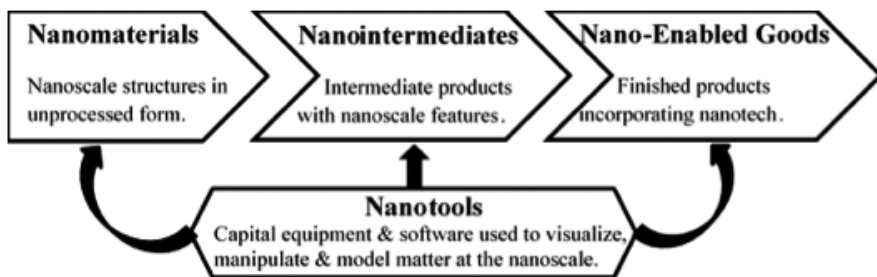 Nanomaterials
Nanoscale structures in
unprocessed form.
Nanointermediates
Intermediate products
with nanoscale features.
Nano-Enabled Goods
Finished products
incorporating nanotech.
Nanotools
Capital equipment & software used to visualize,
manipulate & model matter at the nanoscale.